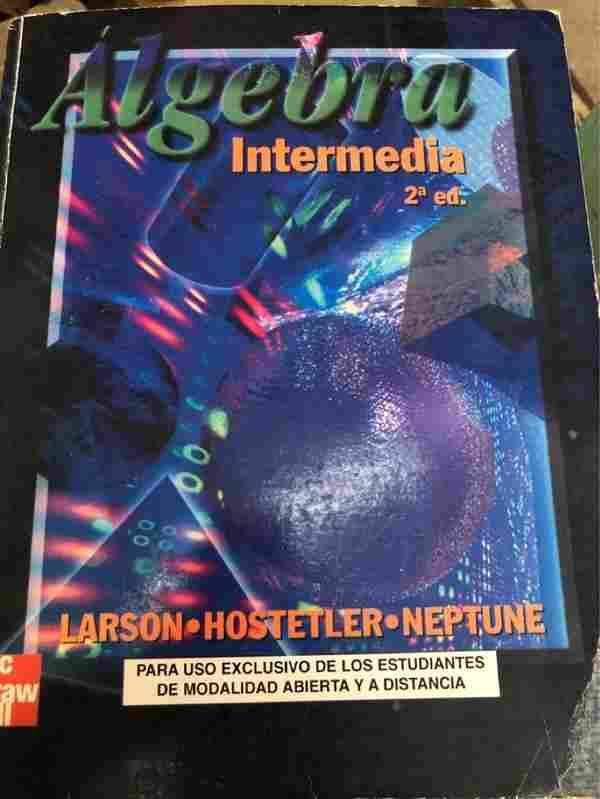 Álgebra
Intermedia
2ª ed.
LARSON•HOSTETLER•NEPTUNE
PARA USO EXCLUSIVO DE LOS ESTUDIANTES
DE MODALIDAD ABIERTA Y A DISTANCIA